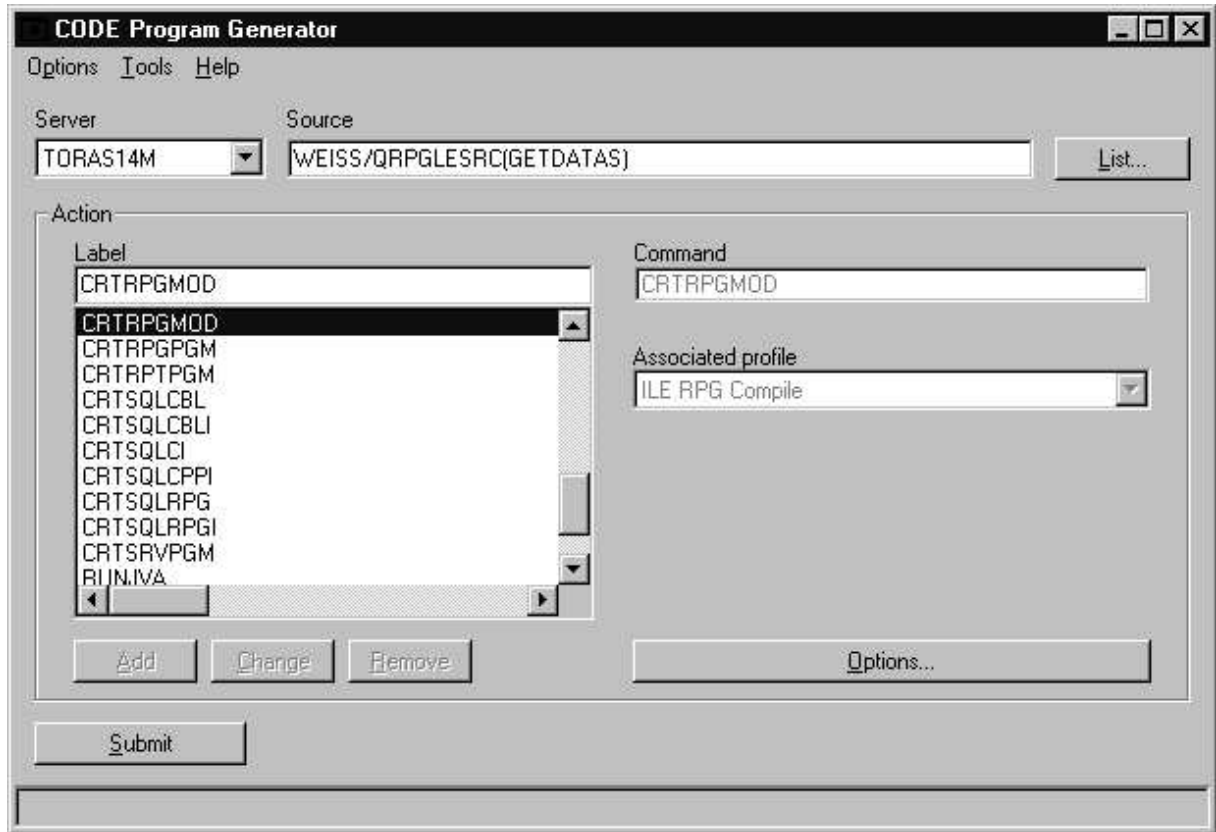 CODE Program Generator
Options Tools Help
Server Source
TORAS14M WEISS/QRPGLESRC(GETDATAS) List...
Action
Label Command
CRTRPGMOD CRTRPGMOD
CRTRPGMOD
CRTRPGPGM
CRTRPTPGM Associated profile
CRTSQLCBL ILE RPG Compile
CRTSQLCBLI
CRTSQLCI
CRTSQLCPPI
CRTSQLRPG
CRTSQLRPGI
CRTSRVPGM
RUNJVA
Add Change Remove Options...
Submit